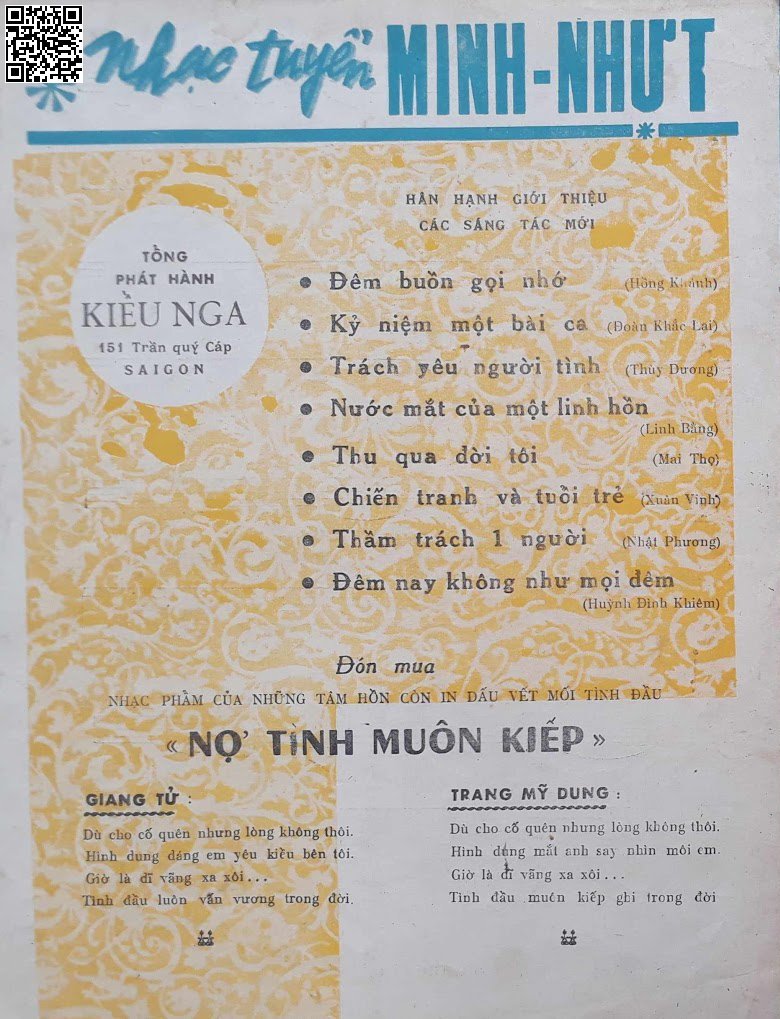 nhạc tuyển MINH-NHỰT
HÂN HẠNH GIỚI THIỆU
CÁC SÁNG TÁC MỚI
TỔNG
PHÁT HÀNH
KIỀU NGA
151 Trần quý Cáp
SAIGON
• Đêm buồn gọi nhớ (Hồng Khánh)
• Kỷ niệm một bài ca (Đoàn Khắc Lai)
• Trách yêu người tình (Thùy Dương)
• Nước mắt của một linh hồn
(Linh Bằng)
• Thu qua đời tôi (Mai Thọ)
• Chiến tranh và tuổi trẻ (Xuân Vinh)
• Thầm trách 1 người (Nhật Phương)
• Đêm nay không như mọi đêm
(Huỳnh Đình Khiêm)
Đón mua
NHẠC PHẨM CỦA NHỮNG TÂM HỒN CÒN IN DẤU VẾT MỐI TÌNH ĐẦU
« NỢ TÌNH MUÔN KIẾP »
GIANG TỬ :
Dù cho cố quên nhưng lòng không thôi.
Hình dung dáng em yêu kiều bên tôi.
Giờ là dĩ vãng xa xôi...
Tình đầu luôn vấn vương trong đời.
TRANG MỸ DUNG :
Dù cho cố quên nhưng lòng không thôi.
Hình dung mắt anh say nhìn môi em.
Giờ là dĩ vãng xa xôi...
Tình đầu muôn kiếp ghi trong đời